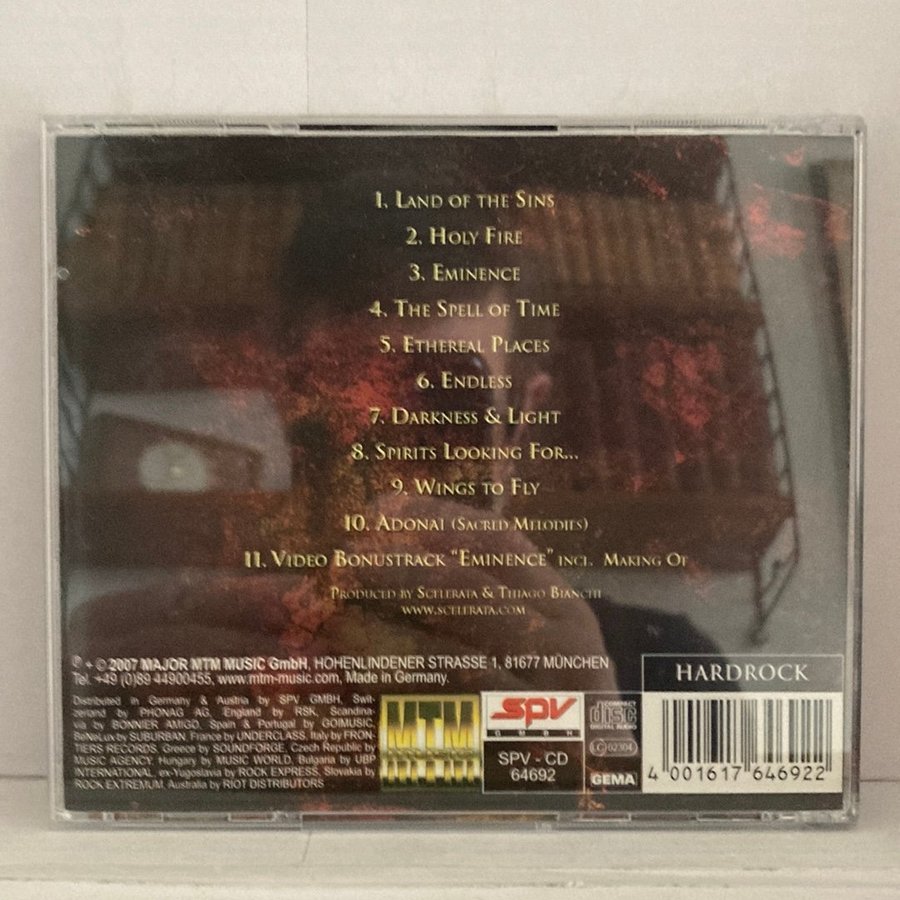 1. Land of the Sins
2. Holy Fire
3. Eminence
4. The Spell of Time
5. Ethereal Places
6. Endless
7. Darkness & Light
8. Spirits Looking For...
9. Wings to Fly
10. Adonai (Sacred Melodies)
11. Video Bonustrack "Eminence" incl. Making Of
Produced by Scelerata & Thiago Bianchi
www.scelerata.com
℗ + © 2007 MAJOR MTM MUSIC GmbH, HOHENLINDENER STRASSE 1, 81677 MÜNCHEN
Tel. +49 (0)89 44900455, www.mtm-music.com, Made in Germany.
Distributed in Germany & Austria by SPV GMBH, Swit-
zerland by PHONAG AG, England by RSK, Scandina-
via by BONNIER AMIGO, Spain & Portugal by GOIMUSIC,
BeNeLux by SUBURBAN, France by UNDERCLASS, Italy by FRON-
TIERS RECORDS, Greece by SOUNDFORGE, Czech Republic by
MUSIC AGENCY, Hungary by MUSIC WORLD, Bulgaria by UBP
INTERNATIONAL, ex-Yugoslavia by ROCK EXPRESS, Slovakia by
ROCK EXTREMUM, Australia by RIOT DISTRIBUTORS
MTM
MUSIC
SPV
GMBH
SPV - CD
64692
COMPACT
disc
DIGITAL AUDIO
LC 02304
GEMA
HARDROCK
4 001617 646922